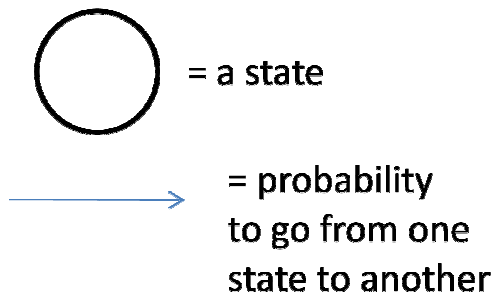 = a state
= probability
to go from one
state to another